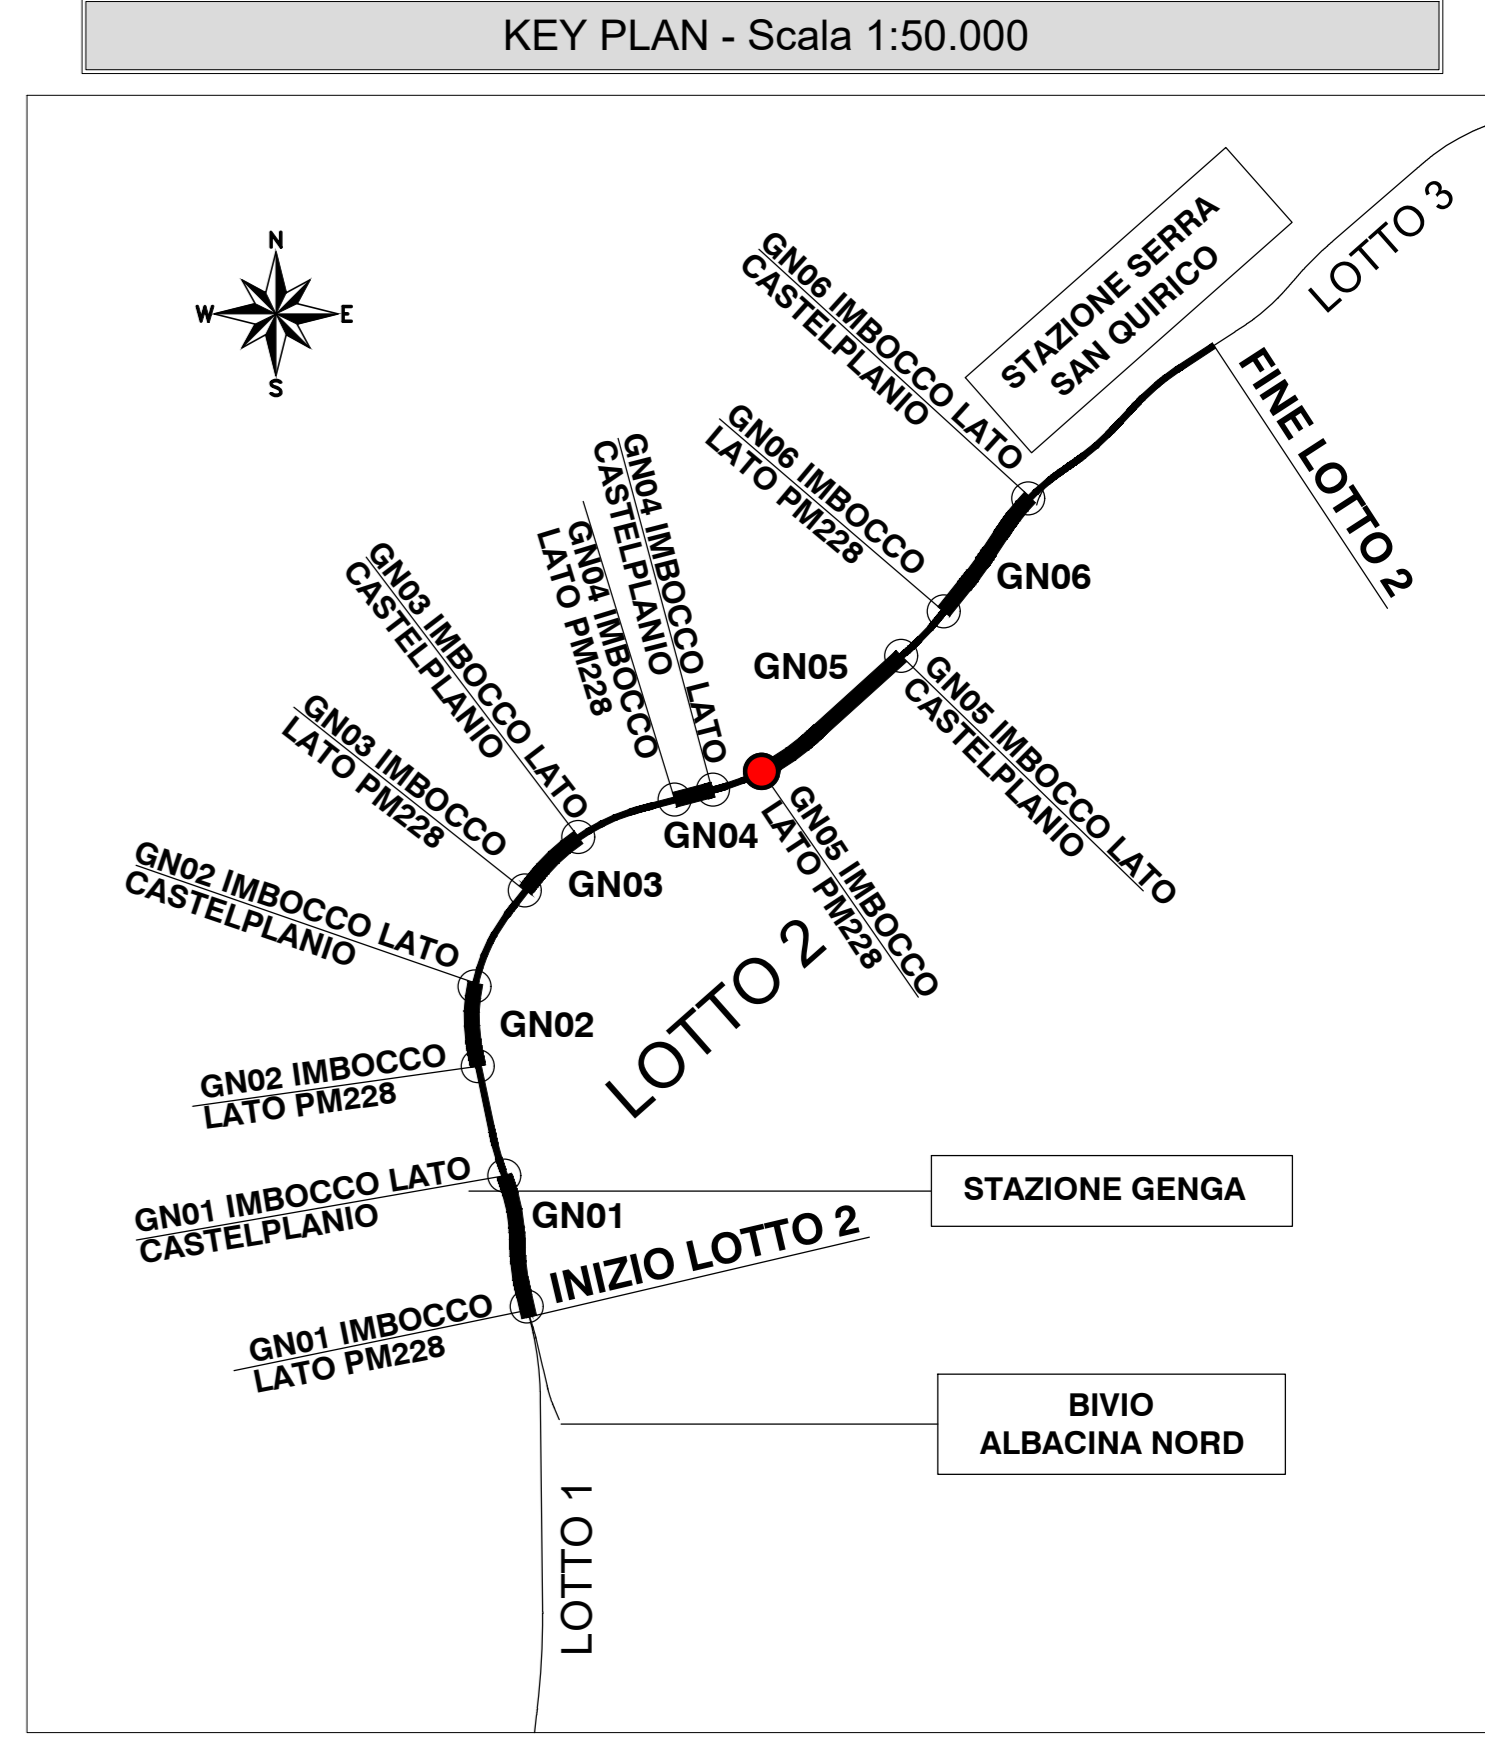 KEY PLAN - Scala 1:50.000
N
W
E
S
LOTTO 3
STAZIONE SERRA
SAN QUIRICO
FINE LOTTO 2
GN06 IMBOCCO LATO
CASTELPLANIO
GN06 IMBOCCO
LATO PM228
GN06
GN04 IMBOCCO LATO
CASTELPLANIO
GN04 IMBOCCO
LATO PM228
GN05
GN05 IMBOCCO LATO
CASTELPLANIO
GN03 IMBOCCO LATO
CASTELPLANIO
GN03 IMBOCCO
LATO PM228
GN04
GN05 IMBOCCO
LATO PM228
GN03
GN02 IMBOCCO LATO
CASTELPLANIO
GN02
LOTTO 2
GN02 IMBOCCO
LATO PM228
GN01 IMBOCCO LATO
CASTELPLANIO
STAZIONE GENGA
GN01
INIZIO LOTTO 2
GN01 IMBOCCO
LATO PM228
BIVIO
ALBACINA NORD
LOTTO 1